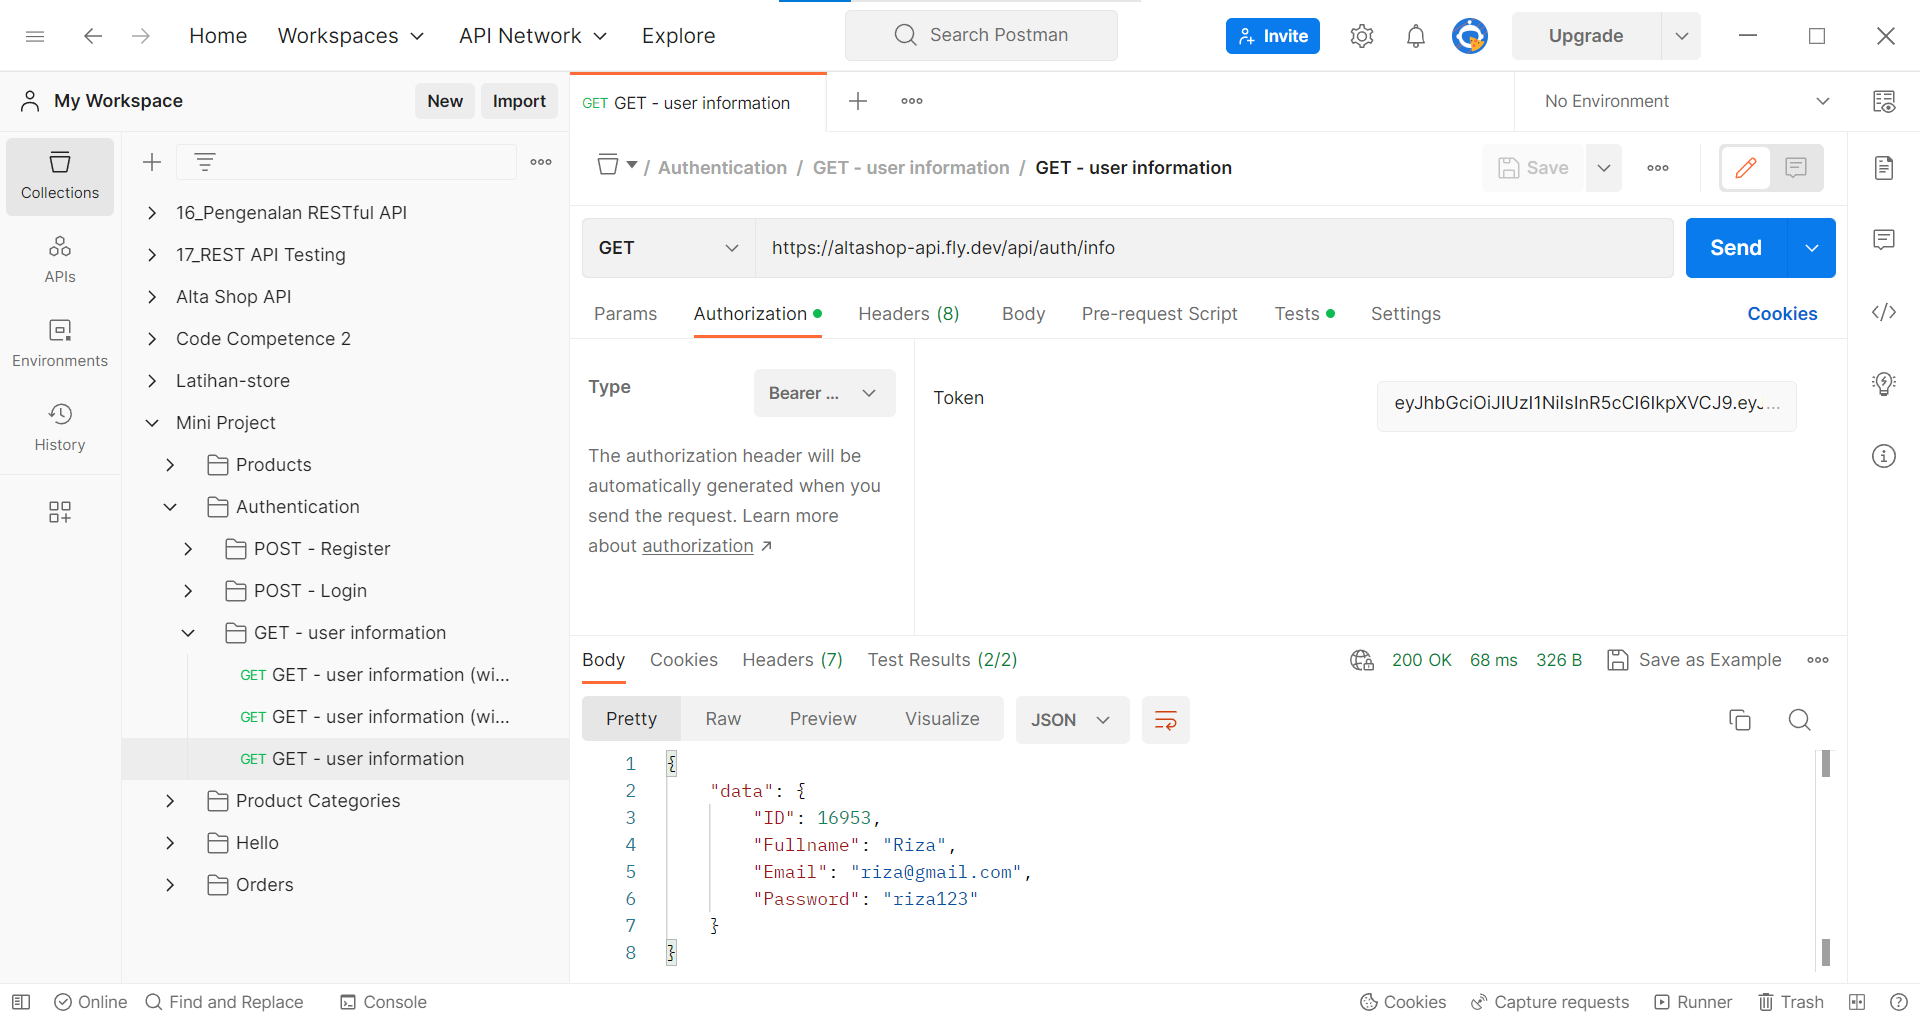 Home Workspaces API Network Explore Search Postman Invite Upgrade
My Workspace New Import
GET GET - user information
No Environment
Collections
APIs
Environments
History
16_Pengenalan RESTful API
17_REST API Testing
Alta Shop API
Code Competence 2
Latihan-store
Mini Project
Products
Authentication
POST - Register
POST - Login
GET - user information
GET GET - user information (wi...
GET GET - user information (wi...
GET GET - user information
Product Categories
Hello
Orders
/ Authentication / GET - user information / GET - user information
Save
GET https://altashop-api.fly.dev/api/auth/info Send
Params Authorization Headers (8) Body Pre-request Script Tests Settings Cookies
Type Bearer ...
The authorization header will be
automatically generated when you
send the request. Learn more
about authorization ↗
Token eyJhbGciOiJIUzI1NiIsInR5cCI6IkpXVCJ9.eyJ...
Body Cookies Headers (7) Test Results (2/2) 200 OK 68 ms 326 B Save as Example
Pretty Raw Preview Visualize JSON
1 {
2 "data": {
3 "ID": 16953,
4 "Fullname": "Riza",
5 "Email": "riza@gmail.com",
6 "Password": "riza123"
7 }
8 }
Online Find and Replace Console Cookies Capture requests Runner Trash